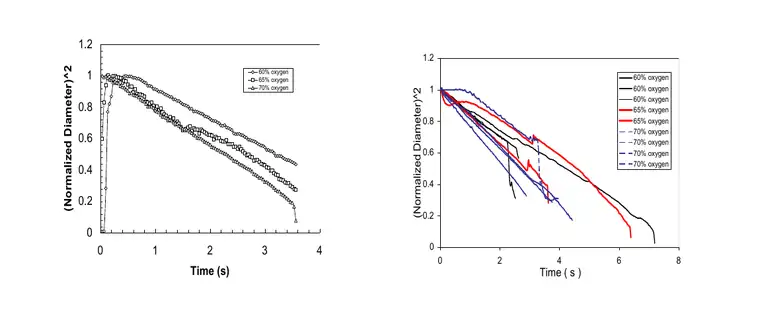 1.2
1
0.8
0.6
0.4
0.2
0
(Normalized Diameter)^2
60% oxygen
65% oxygen
70% oxygen
0 1 2 3 4
Time (s)
1.2
1
0.8
0.6
0.4
0.2
0
(Normalized Diameter)^2
60% oxygen
60% oxygen
60% oxygen
65% oxygen
65% oxygen
70% oxygen
70% oxygen
70% oxygen
70% oxygen
0 2 4 6 8
Time ( s )